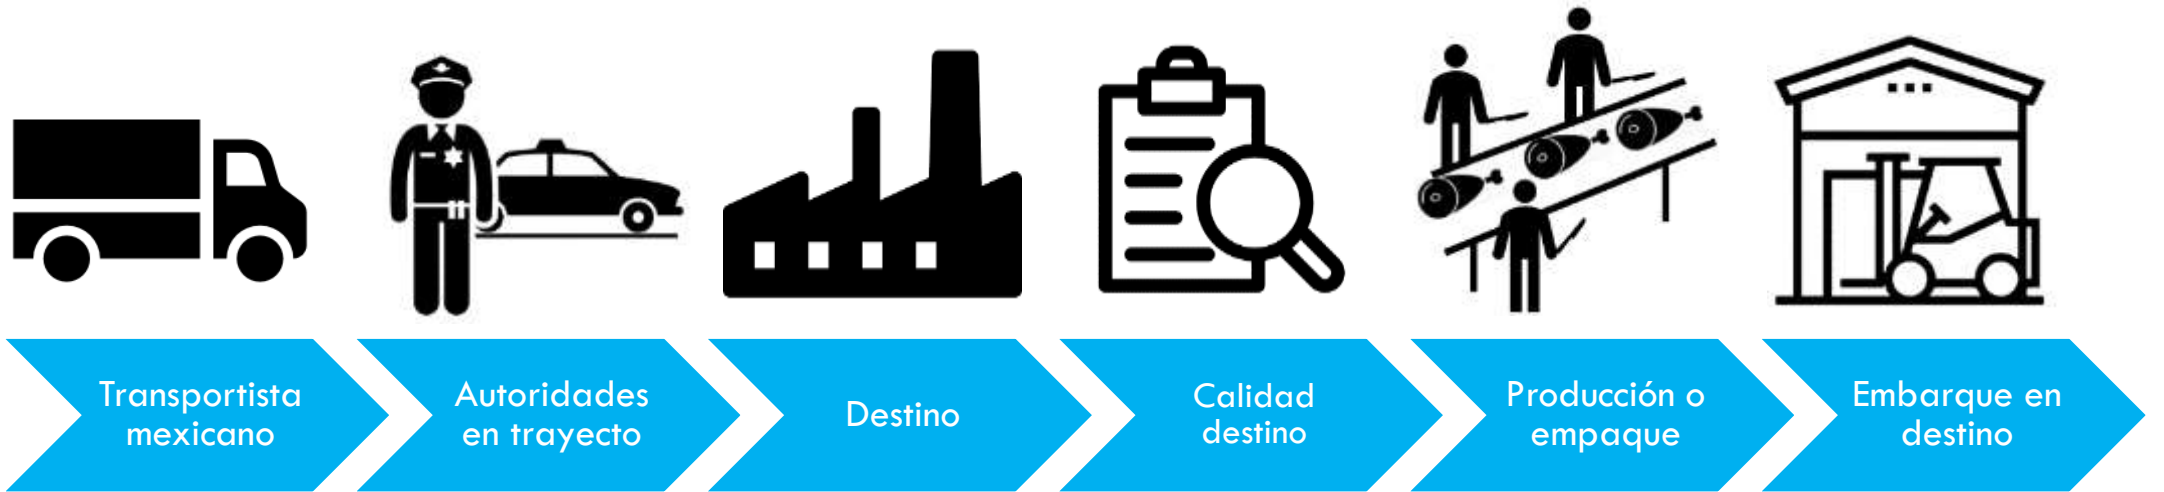 Transportista
mexicano
Autoridades
en trayecto
Destino
Calidad
destino
Producción o
empaque
Embarque en
destino